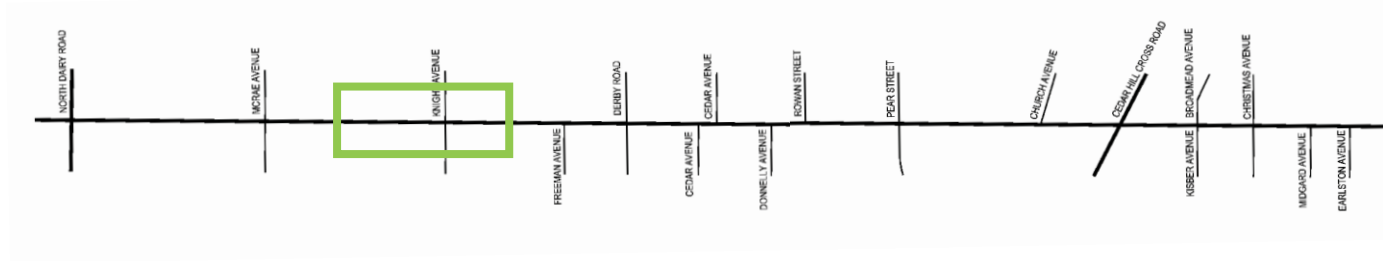 NORTH DAIRY ROAD
MCRAE AVENUE
KNIGHT AVENUE
FREEMAN AVENUE
DERBY ROAD
CEDAR AVENUE
CEDAR AVENUE
DONNELLY AVENUE
ROWAN STREET
PEAR STREET
CHURCH AVENUE
CEDAR HILL CROSS ROAD
BROADMEAD AVENUE
KISBER AVENUE
CHRISTMAS AVENUE
MIDGARD AVENUE
EARLSTON AVENUE